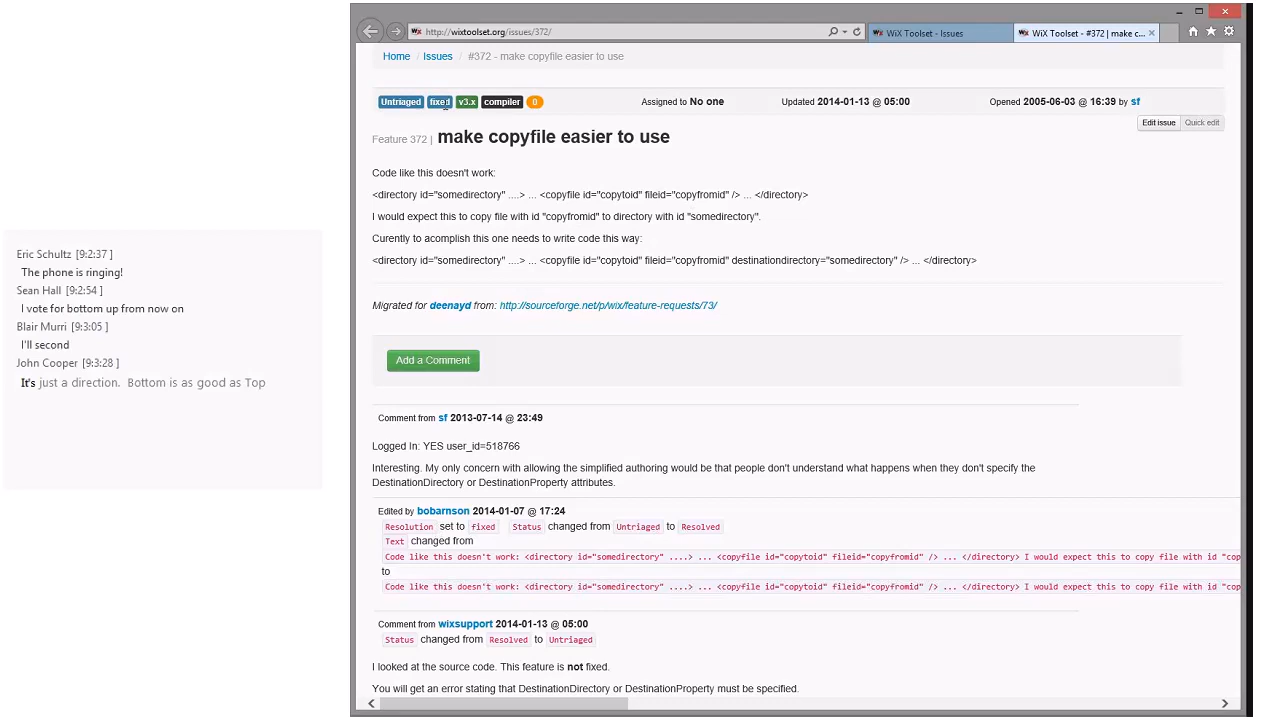 Eric Schultz [9:2:37 ]
The phone is ringing!
Sean Hall [9:2:54 ]
I vote for bottom up from now on
Blair Murri [9:3:05 ]
I'll second
John Cooper [9:3:28 ]
It's just a direction. Bottom is as good as Top
http://wixtoolset.org/issues/372/
WiX Toolset - Issues
WiX Toolset - #372 | make c...
Home / Issues / #372 - make copyfile easier to use
Untriaged fixed v3.x compiler 0 Assigned to No one Updated 2014-01-13 @ 05:00 Opened 2005-06-03 @ 16:39 by sf
Edit issue Quick edit
Feature 372 | make copyfile easier to use
Code like this doesn't work:
<directory id="somedirectory" ....> ... <copyfile id="copytoid" fileid="copyfromid" /> ... </directory>
I would expect this to copy file with id "copyfromid" to directory with id "somedirectory".
Curently to acomplish this one needs to write code this way:
<directory id="somedirectory" ....> ... <copyfile id="copytoid" fileid="copyfromid" destinationdirectory="somedirectory" /> ... </directory>
Migrated for deenayd from: http://sourceforge.net/p/wix/feature-requests/73/
Add a Comment
Comment from sf 2013-07-14 @ 23:49
Logged In: YES user_id=518766
Interesting. My only concern with allowing the simplified authoring would be that people don't understand what happens when they don't specify the
DestinationDirectory or DestinationProperty attributes.
Edited by bobarnson 2014-01-07 @ 17:24
Resolution set to fixed Status changed from Untriaged to Resolved
Text changed from
Code like this doesn't work: <directory id="somedirectory" ....> ... <copyfile id="copytoid" fileid="copyfromid" /> ... </directory> I would expect this to copy file with id "cop
to
Code like this doesn't work: <directory id="somedirectory" ....> ... <copyfile id="copytoid" fileid="copyfromid" /> ... </directory> I would expect this to copy file with id "cop
Comment from wixsupport 2014-01-13 @ 05:00
Status changed from Resolved to Untriaged
I looked at the source code. This feature is not fixed.
You will get an error stating that DestinationDirectory or DestinationProperty must be specified.